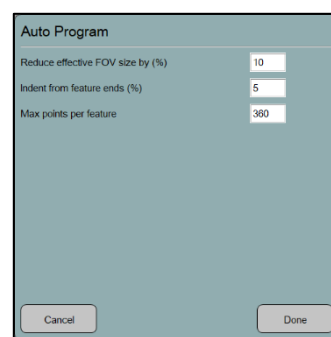 Auto Program
Reduce effective FOV size by (%) 10
Indent from feature ends (%) 5
Max points per feature 360
Cancel Done